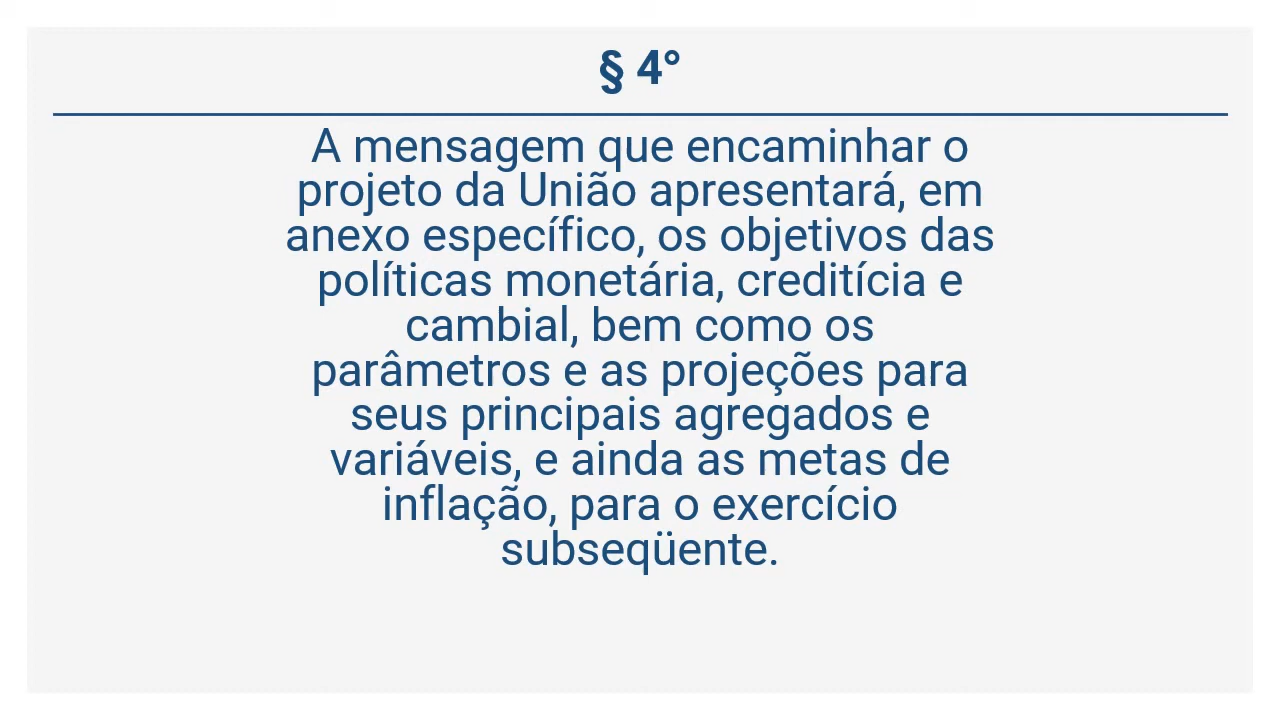 § 4°
A mensagem que encaminhar o
projeto da União apresentará, em
anexo específico, os objetivos das
políticas monetária, creditícia e
cambial, bem como os
parâmetros e as projeções para
seus principais agregados e
variáveis, e ainda as metas de
inflação, para o exercício
subseqüente.